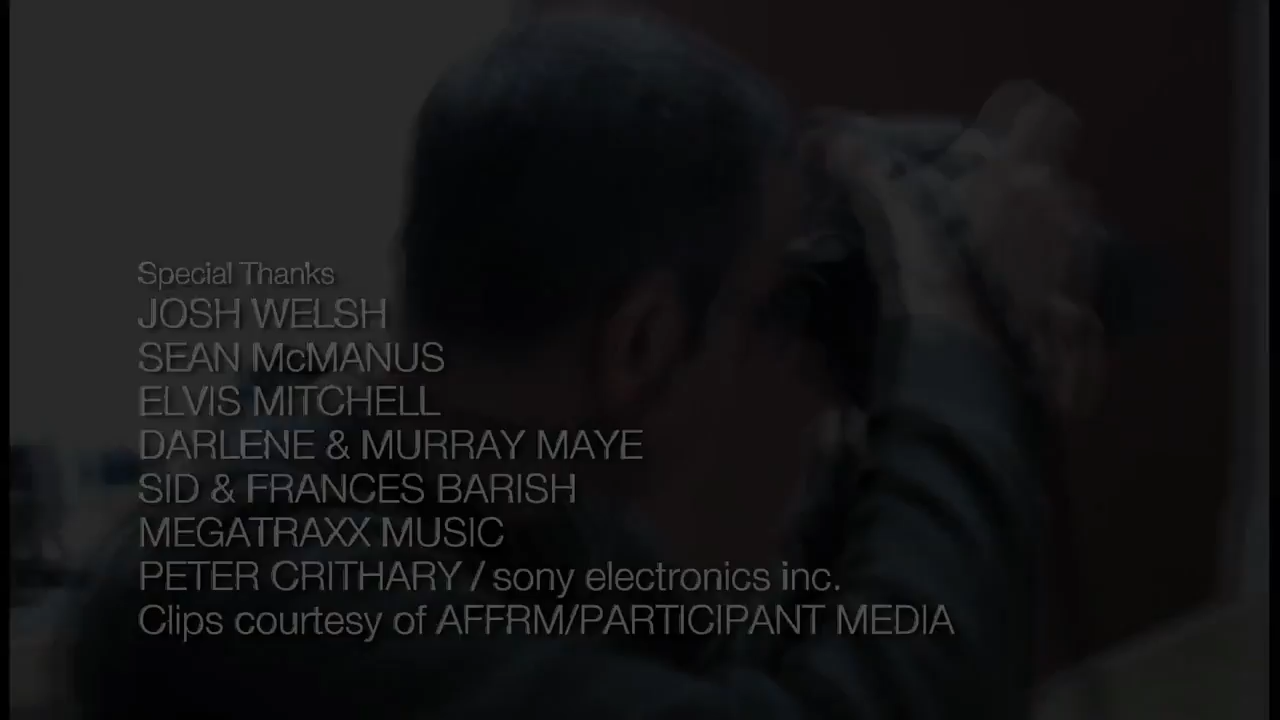 Special Thanks
JOSH WELSH
SEAN McMANUS
ELVIS MITCHELL
DARLENE & MURRAY MAYE
SID & FRANCES BARISH
MEGATRAXX MUSIC
PETER CRITHARY / sony electronics inc.
Clips courtesy of AFFRM/PARTICIPANT MEDIA